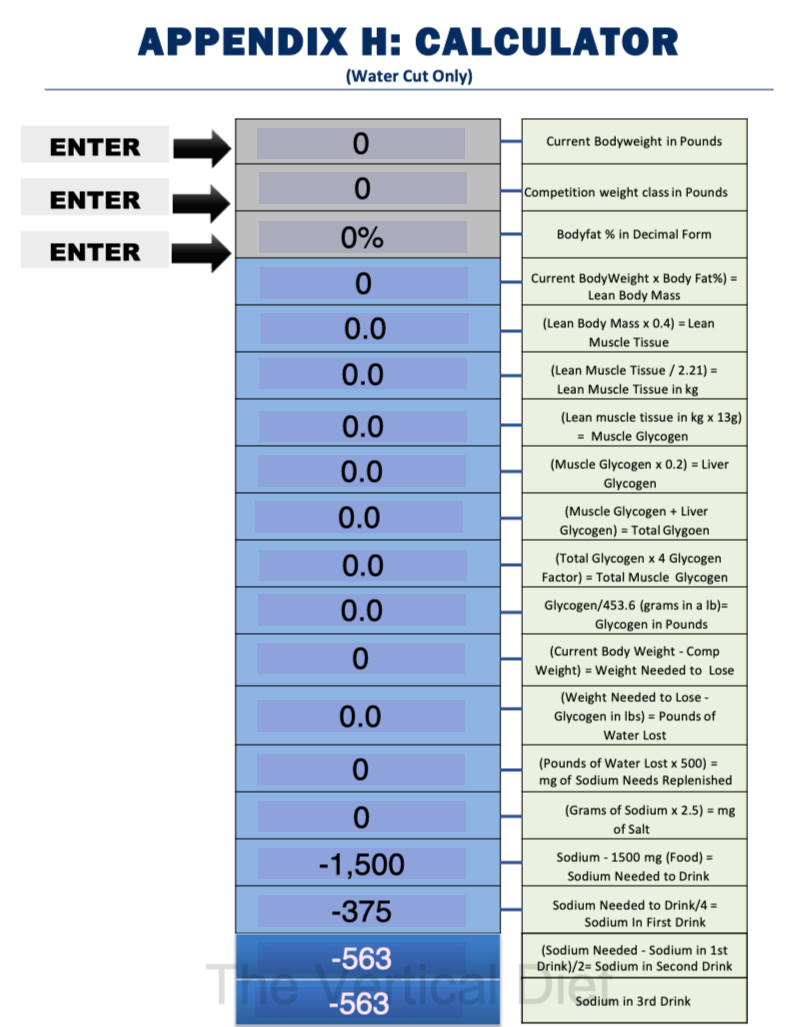 APPENDIX H: CALCULATOR
(Water Cut Only)
ENTER
0
Current Bodyweight in Pounds
ENTER
0
Competition weight class in Pounds
ENTER
0%
Bodyfat % in Decimal Form
0
Current BodyWeight x Body Fat%) =
Lean Body Mass
0.0
(Lean Body Mass x 0.4) = Lean
Muscle Tissue
0.0
(Lean Muscle Tissue / 2.21) =
Lean Muscle Tissue in kg
0.0
(Lean muscle tissue in kg x 13g)
= Muscle Glycogen
0.0
(Muscle Glycogen x 0.2) = Liver
Glycogen
0.0
(Muscle Glycogen + Liver
Glycogen) = Total Glygoen
0.0
(Total Glycogen x 4 Glycogen
Factor) = Total Muscle Glycogen
0.0
Glycogen/453.6 (grams in a lb)=
Glycogen in Pounds
0
(Current Body Weight - Comp
Weight) = Weight Needed to Lose
0.0
(Weight Needed to Lose -
Glycogen in lbs) = Pounds of
Water Lost
0
(Pounds of Water Lost x 500) =
mg of Sodium Needs Replenished
0
(Grams of Sodium x 2.5) = mg
of Salt
-1,500
Sodium - 1500 mg (Food) =
Sodium Needed to Drink
-375
Sodium Needed to Drink/4 =
Sodium In First Drink
-563
(Sodium Needed - Sodium in 1st
Drink)/2= Sodium in Second Drink
The Vertical Diet
-563
Sodium in 3rd Drink